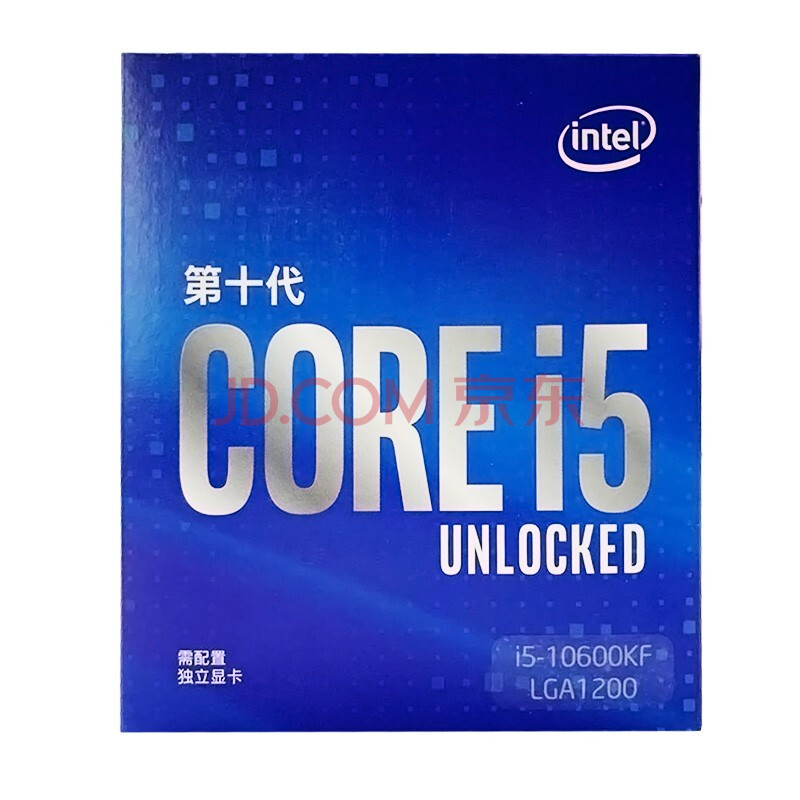 intel
第十代
CORE i5
JD.COM 京东
UNLOCKED
需配置
独立显卡
i5-10600KF
LGA1200